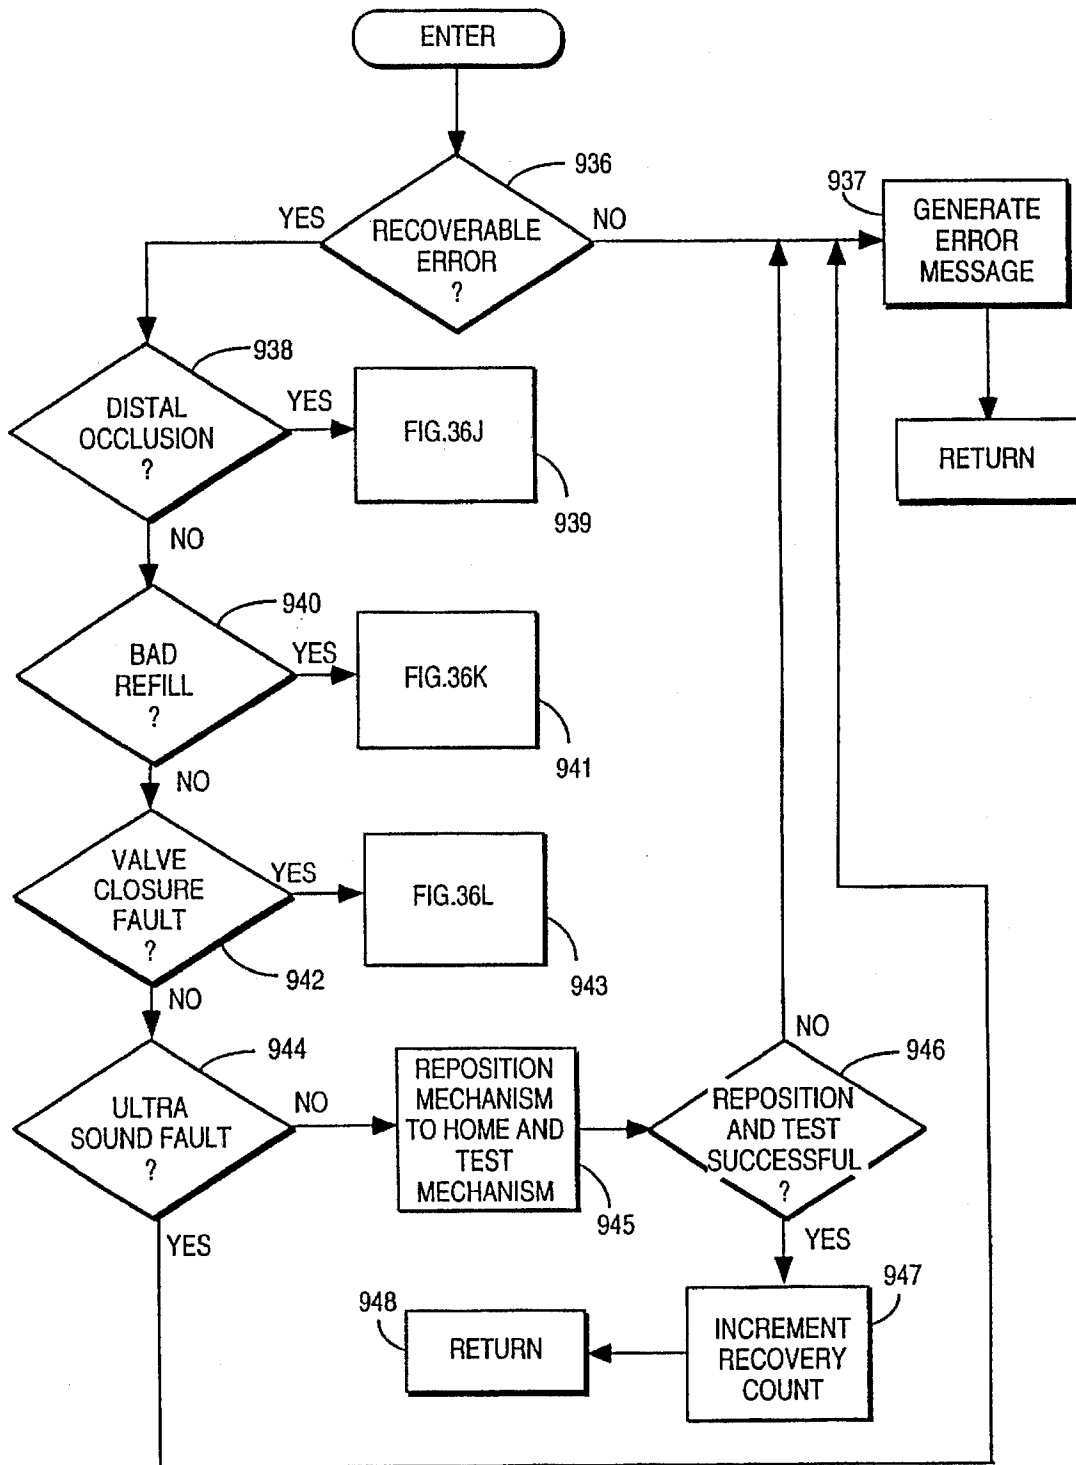 ENTER
936
RECOVERABLE
ERROR
?
YES
NO
937
GENERATE
ERROR
MESSAGE
RETURN
938
DISTAL
OCCLUSION
?
YES
FIG.36J
939
NO
940
BAD
REFILL
?
YES
FIG.36K
941
NO
VALVE
CLOSURE
FAULT
?
YES
FIG.36L
942
943
NO
944
ULTRA
SOUND FAULT
?
NO
REPOSITION
MECHANISM
TO HOME AND
TEST
MECHANISM
945
NO
946
REPOSITION
AND TEST
SUCCESSFUL
?
YES
YES
947
INCREMENT
RECOVERY
COUNT
948
RETURN